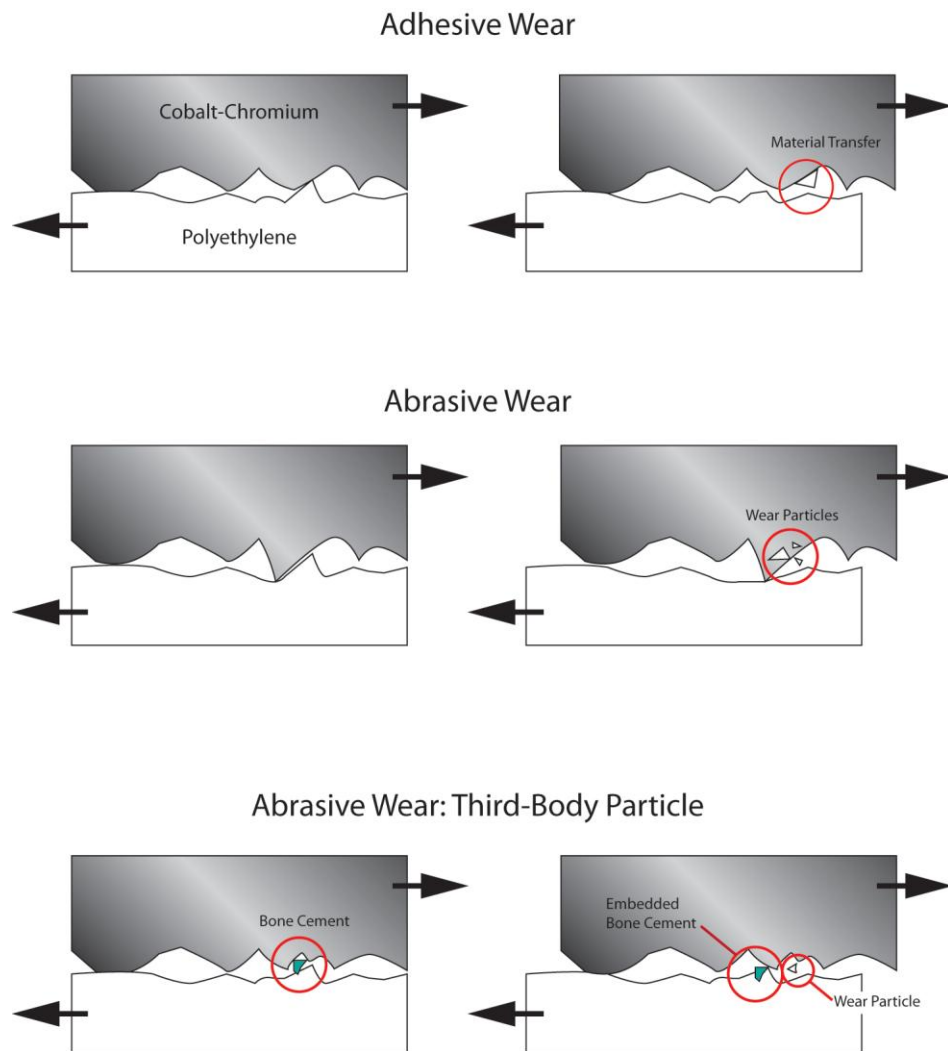 Adhesive Wear
Cobalt-Chromium
Polyethylene
Material Transfer
Abrasive Wear
Wear Particles
Abrasive Wear: Third-Body Particle
Bone Cement
Embedded
Bone Cement
Wear Particle